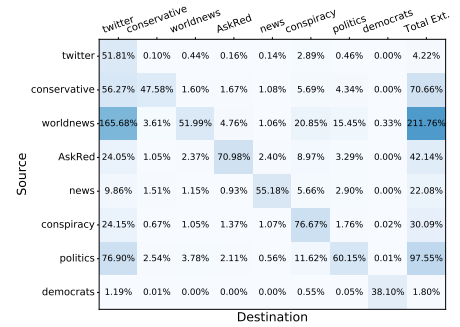 twitter conservative worldnews AskRed news conspiracy politics democrats Total Ext.
twitter 51.81% 0.10% 0.44% 0.16% 0.14% 2.89% 0.46% 0.00% 4.22%
conservative 56.27% 47.58% 1.60% 1.67% 1.08% 5.69% 4.34% 0.00% 70.66%
worldnews 165.68% 3.61% 51.99% 4.76% 1.06% 20.85% 15.45% 0.33% 211.76%
AskRed 24.05% 1.05% 2.37% 70.98% 2.40% 8.97% 3.29% 0.00% 42.14%
news 9.86% 1.51% 1.15% 0.93% 55.18% 5.66% 2.90% 0.00% 22.08%
conspiracy 24.15% 0.67% 1.05% 1.37% 1.07% 76.67% 1.76% 0.02% 30.09%
politics 76.90% 2.54% 3.78% 2.11% 0.56% 11.62% 60.15% 0.01% 97.55%
democrats 1.19% 0.01% 0.00% 0.00% 0.00% 0.55% 0.05% 38.10% 1.80%
Source
Destination